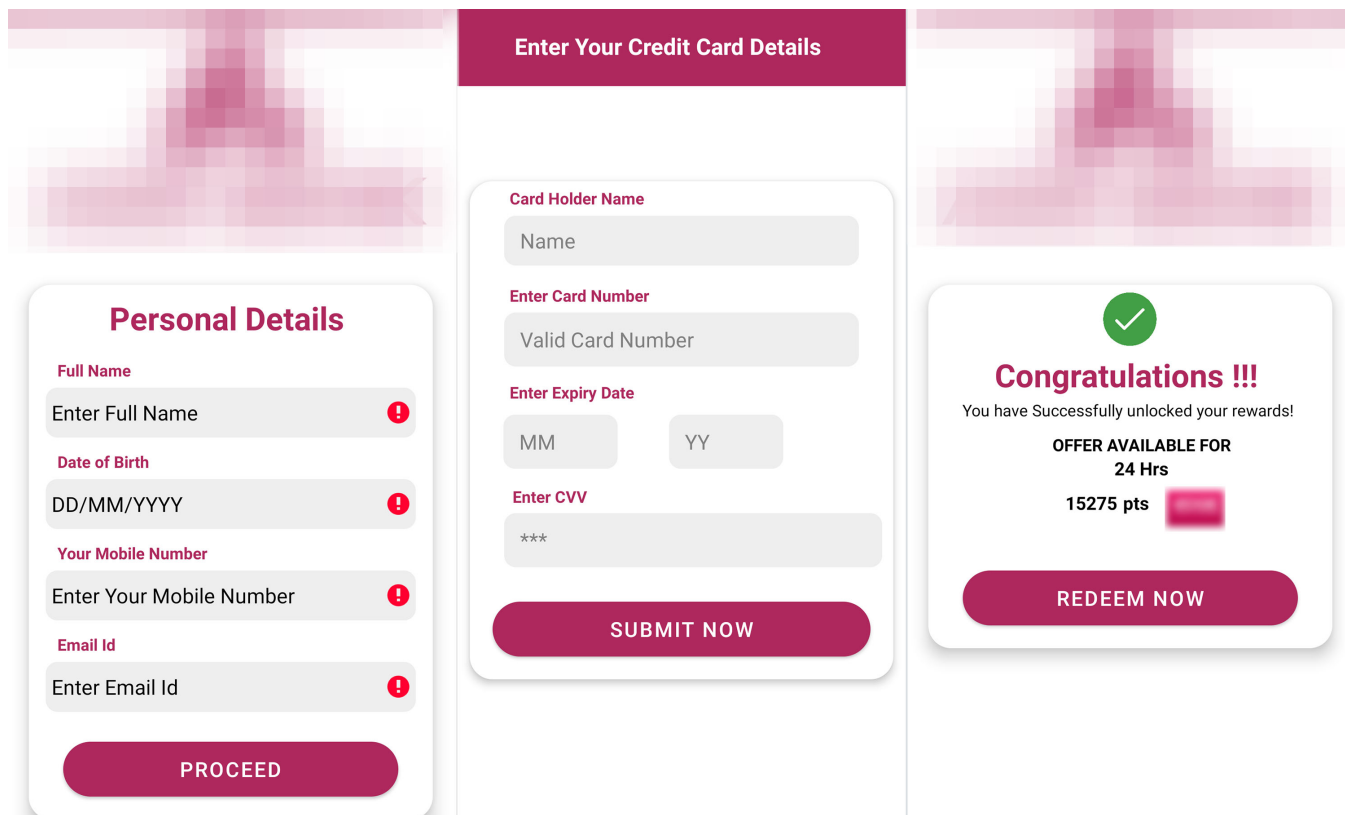 Personal Details
Full Name
Enter Full Name
Date of Birth
DD/MM/YYYY
Your Mobile Number
Enter Your Mobile Number
Email Id
Enter Email Id
PROCEED
Enter Your Credit Card Details
Card Holder Name
Name
Enter Card Number
Valid Card Number
Enter Expiry Date
MM YY
Enter CVV
***
SUBMIT NOW
Congratulations !!!
You have Successfully unlocked your rewards!
OFFER AVAILABLE FOR
24 Hrs
15275 pts
REDEEM NOW